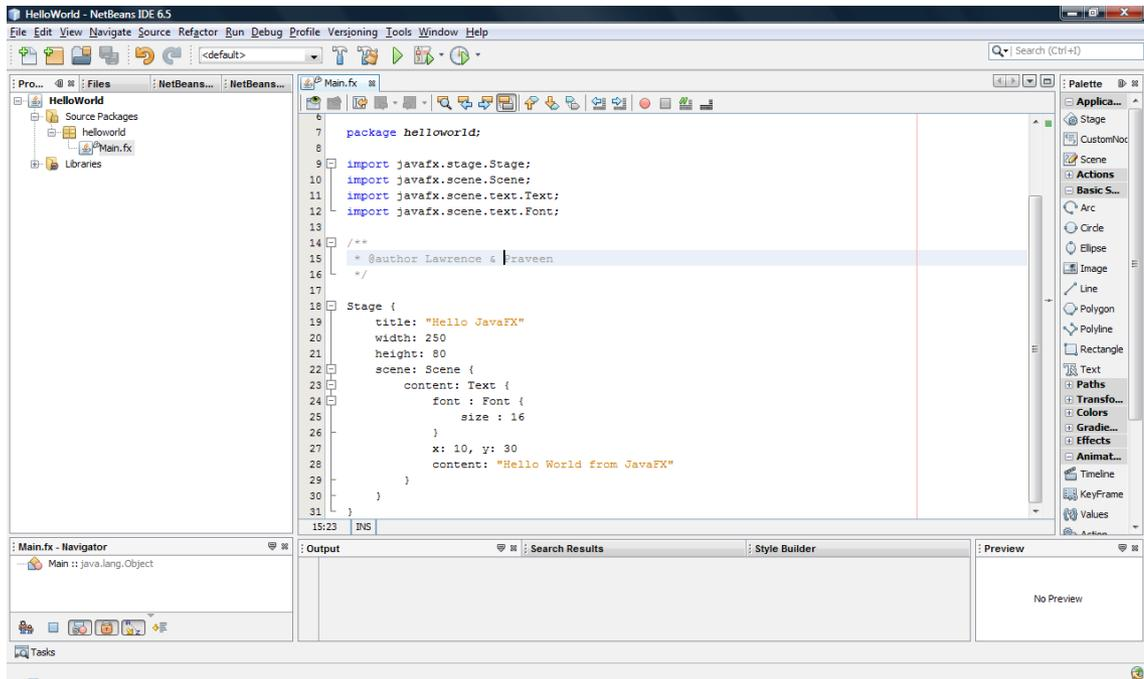 HelloWorld - NetBeans IDE 6.5
File Edit View Navigate Source Refactor Run Debug Profile Versioning Tools Window Help
<default>
Search (Ctrl+I)
Pro...
Files
NetBeans...
NetBeans...
HelloWorld
Source Packages
helloworld
Main.fx
Libraries
Main.fx
6
7 package helloworld;
8
9 import javafx.stage.Stage;
10 import javafx.scene.Scene;
11 import javafx.scene.text.Text;
12 import javafx.scene.text.Font;
13
14 /**
15 * @author Lawrence & Praveen
16 */
17
18 Stage {
19 title: "Hello JavaFX"
20 width: 250
21 height: 80
22 scene: Scene {
23 content: Text {
24 font : Font {
25 size : 16
26 }
27 x: 10, y: 30
28 content: "Hello World from JavaFX"
29 }
30 }
31 }
15:23 INS
Palette
Applica...
Stage
CustomNoc
Scene
Actions
Basic S...
Arc
Circle
Ellipse
Image
Line
Polygon
Polyline
Rectangle
Text
Paths
Transfo...
Colors
Gradie...
Effects
Animat...
Timeline
KeyFrame
Values
Action
Main.fx - Navigator
Main :: java.lang.Object
Output
Search Results
Style Builder
Preview
No Preview
Tasks